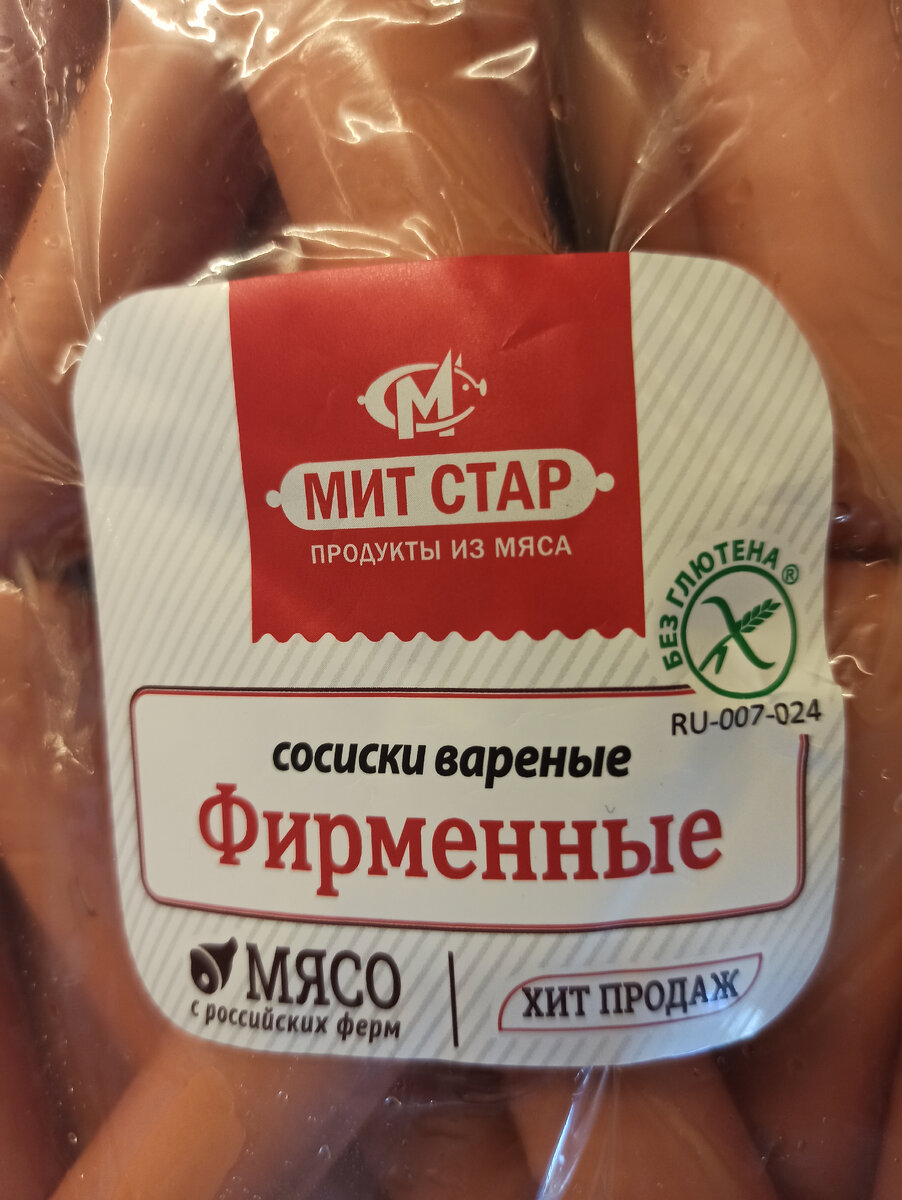 М
МИТ СТАР
ПРОДУКТЫ ИЗ МЯСА
БЕЗ ГЛЮТЕНА®
RU-007-024
сосиски вареные
Фирменные
МЯСО
с российских ферм
ХИТ ПРОДАЖ